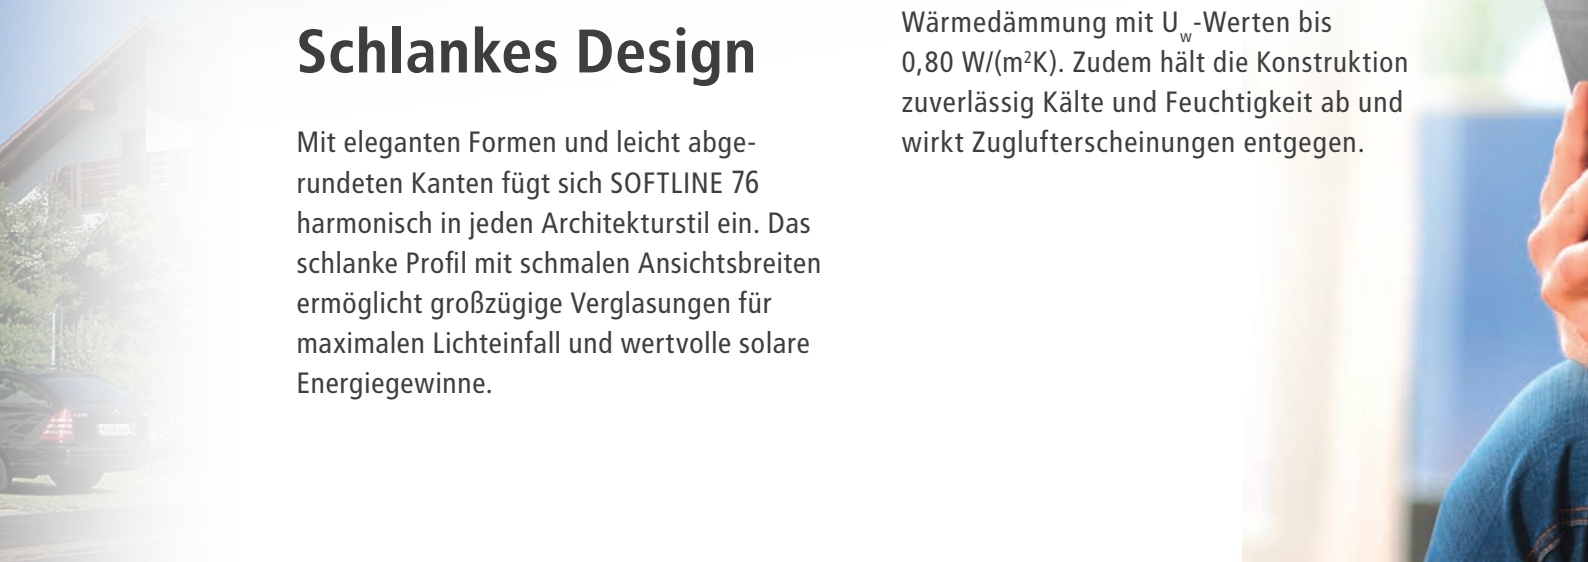 Schlankes Design
Mit eleganten Formen und leicht abge-
rundeten Kanten fügt sich SOFTLINE 76
harmonisch in jeden Architekturstil ein. Das
schlanke Profil mit schmalen Ansichtsbreiten
ermöglicht großzügige Verglasungen für
maximalen Lichteinfall und wertvolle solare
Energiegewinne.
Wärmedämmung mit U_w-Werten bis
0,80 W/(m²K). Zudem hält die Konstruktion
zuverlässig Kälte und Feuchtigkeit ab und
wirkt Zuglufterscheinungen entgegen.